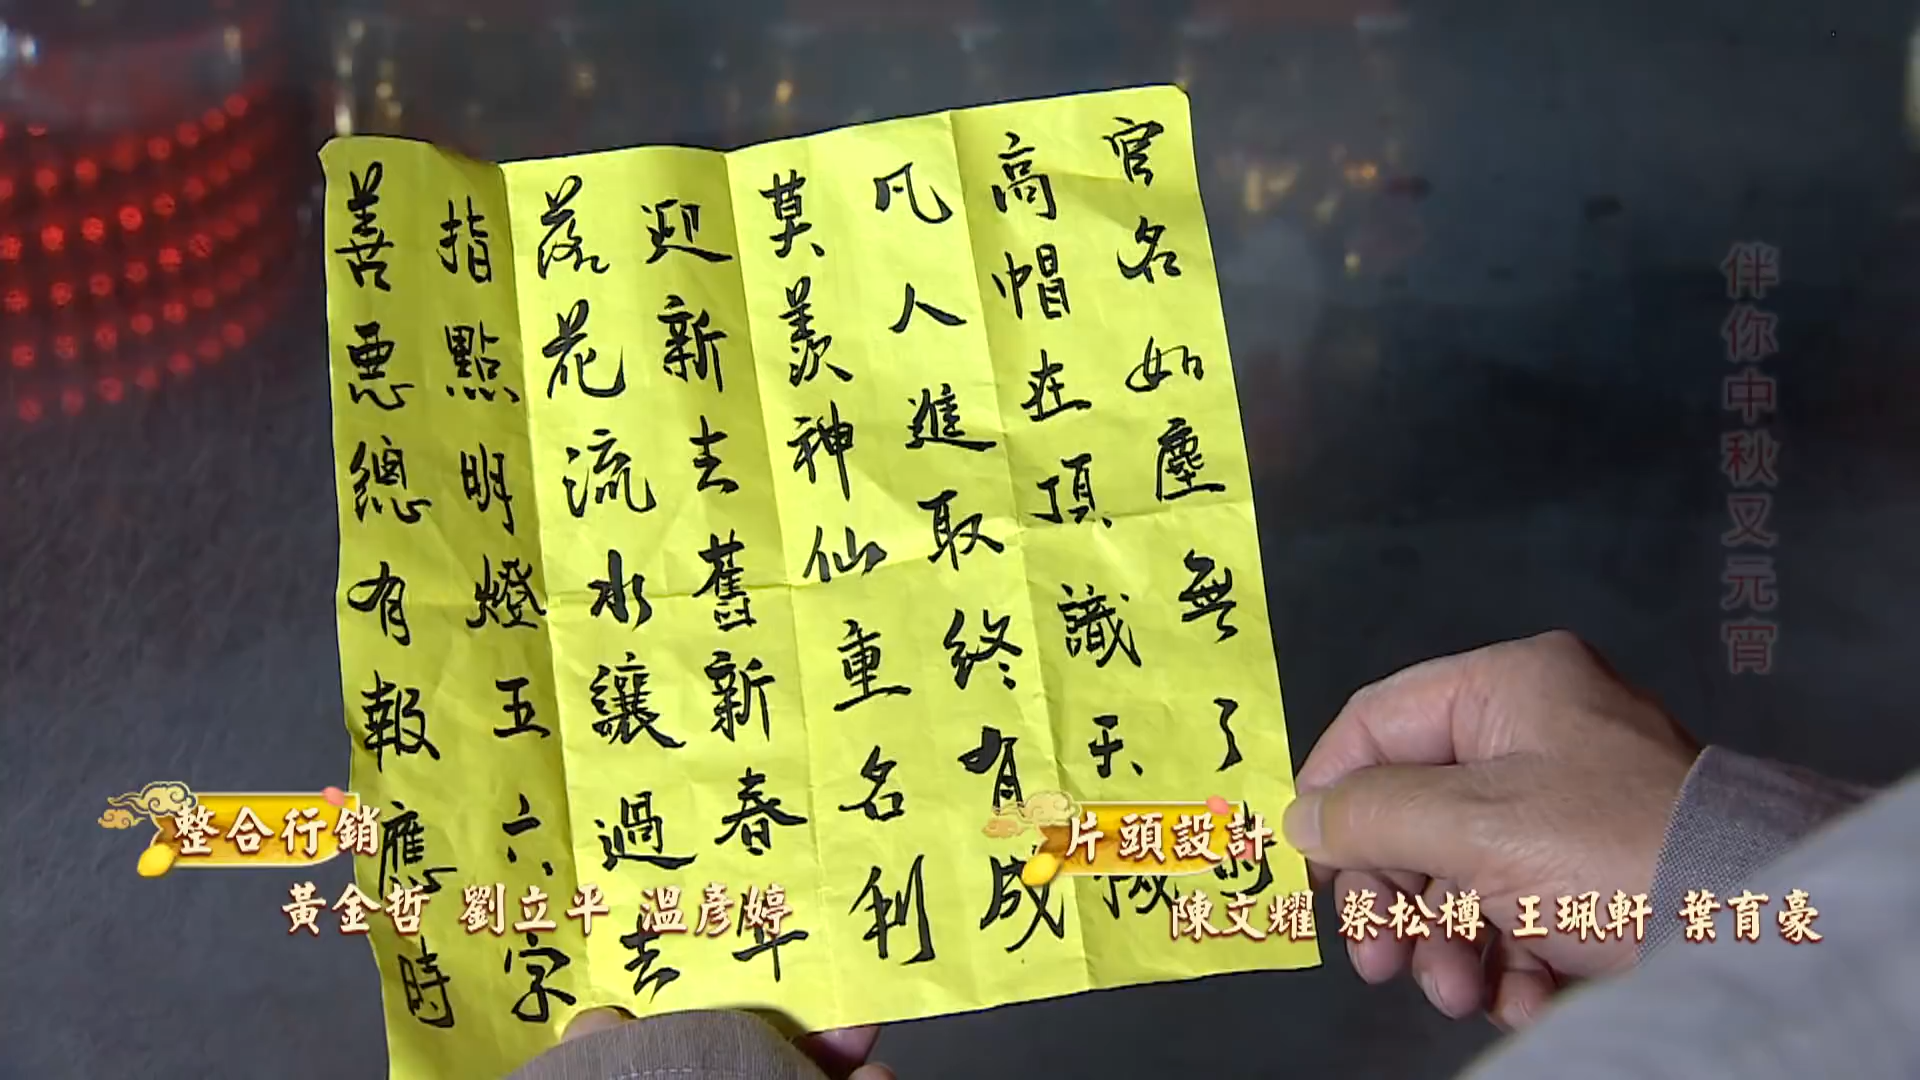 官名如塵無了時
高帽在頂識天機
凡人進取終有成
莫羨神仙重名利
迎新去舊新春年
落花流水讓過去
指點明燈五六字
善惡總有報應時
伴你中秋又元宵
整合行銷
黃金哲 劉立平 溫彥婷
片頭設計
陳文耀 蔡松樽 王珮軒 葉育豪